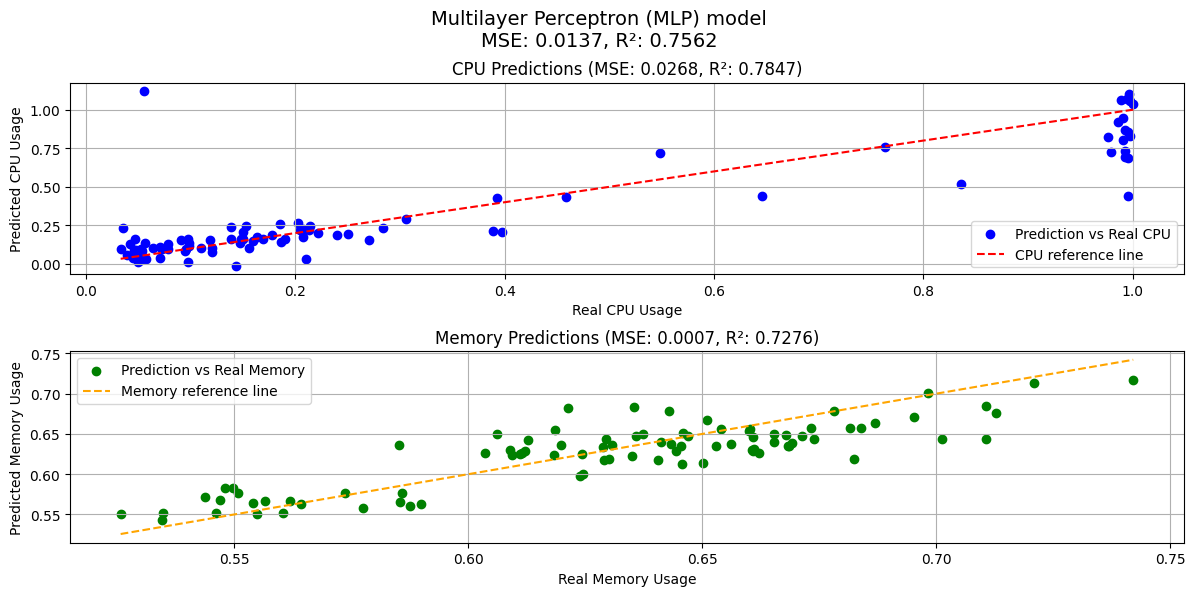 Multilayer Perceptron (MLP) model
MSE: 0.0137, R²: 0.7562
CPU Predictions (MSE: 0.0268, R²: 0.7847)
Predicted CPU Usage
1.00
0.75
0.50
0.25
0.00
Prediction vs Real CPU
CPU reference line
0.0 0.2 0.4 0.6 0.8 1.0
Real CPU Usage
Memory Predictions (MSE: 0.0007, R²: 0.7276)
Predicted Memory Usage
0.75
0.70
0.65
0.60
0.55
Prediction vs Real Memory
Memory reference line
0.55 0.60 0.65 0.70 0.75
Real Memory Usage